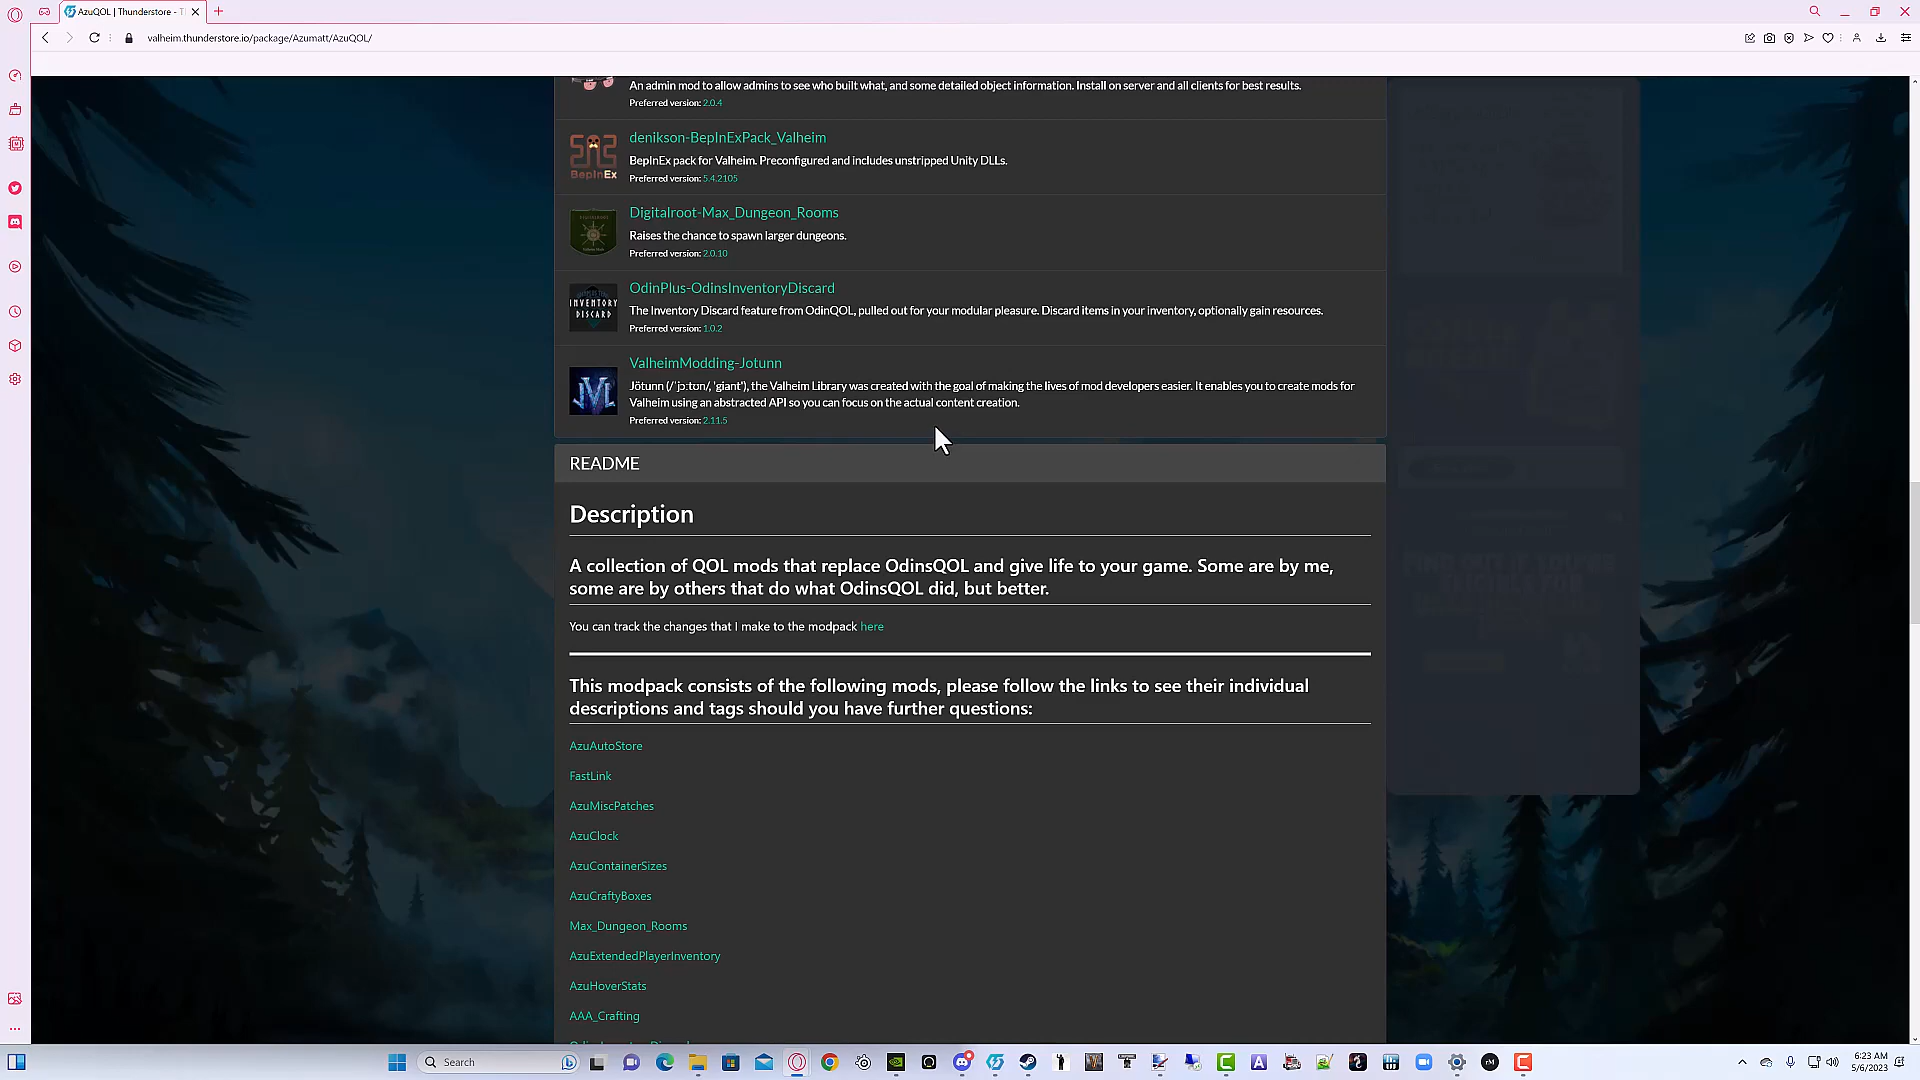 AzuQOL | Thunderstore - T
valheim.thunderstore.io/package/Azumatt/AzuQOL/
An admin mod to allow admins to see who built what, and some detailed object information. Install on server and all clients for best results.
Preferred version: 2.0.4
denikson-BepInExPack_Valheim
BepInEx pack for Valheim. Preconfigured and includes unstripped Unity DLLs.
Preferred version: 5.4.2105
BepInEx
Digitalroot-Max_Dungeon_Rooms
Raises the chance to spawn larger dungeons.
Preferred version: 2.0.10
OdinPlus-OdinsInventoryDiscard
The Inventory Discard feature from OdinQOL, pulled out for your modular pleasure. Discard items in your inventory, optionally gain resources.
Preferred version: 1.0.2
INVENTORY
DISCARD
ValheimModding-Jotunn
Jötunn (/ˈjɔːtʊn/, 'giant'), the Valheim Library was created with the goal of making the lives of mod developers easier. It enables you to create mods for
Valheim using an abstracted API so you can focus on the actual content creation.
Preferred version: 2.11.5
README
Description
A collection of QOL mods that replace OdinsQOL and give life to your game. Some are by me,
some are by others that do what OdinsQOL did, but better.
You can track the changes that I make to the modpack here
This modpack consists of the following mods, please follow the links to see their individual
descriptions and tags should you have further questions:
AzuAutoStore
FastLink
AzuMiscPatches
AzuClock
AzuContainerSizes
AzuCraftyBoxes
Max_Dungeon_Rooms
AzuExtendedPlayerInventory
AzuHoverStats
AAA_Crafting
Search
6:23 AM
5/6/2023